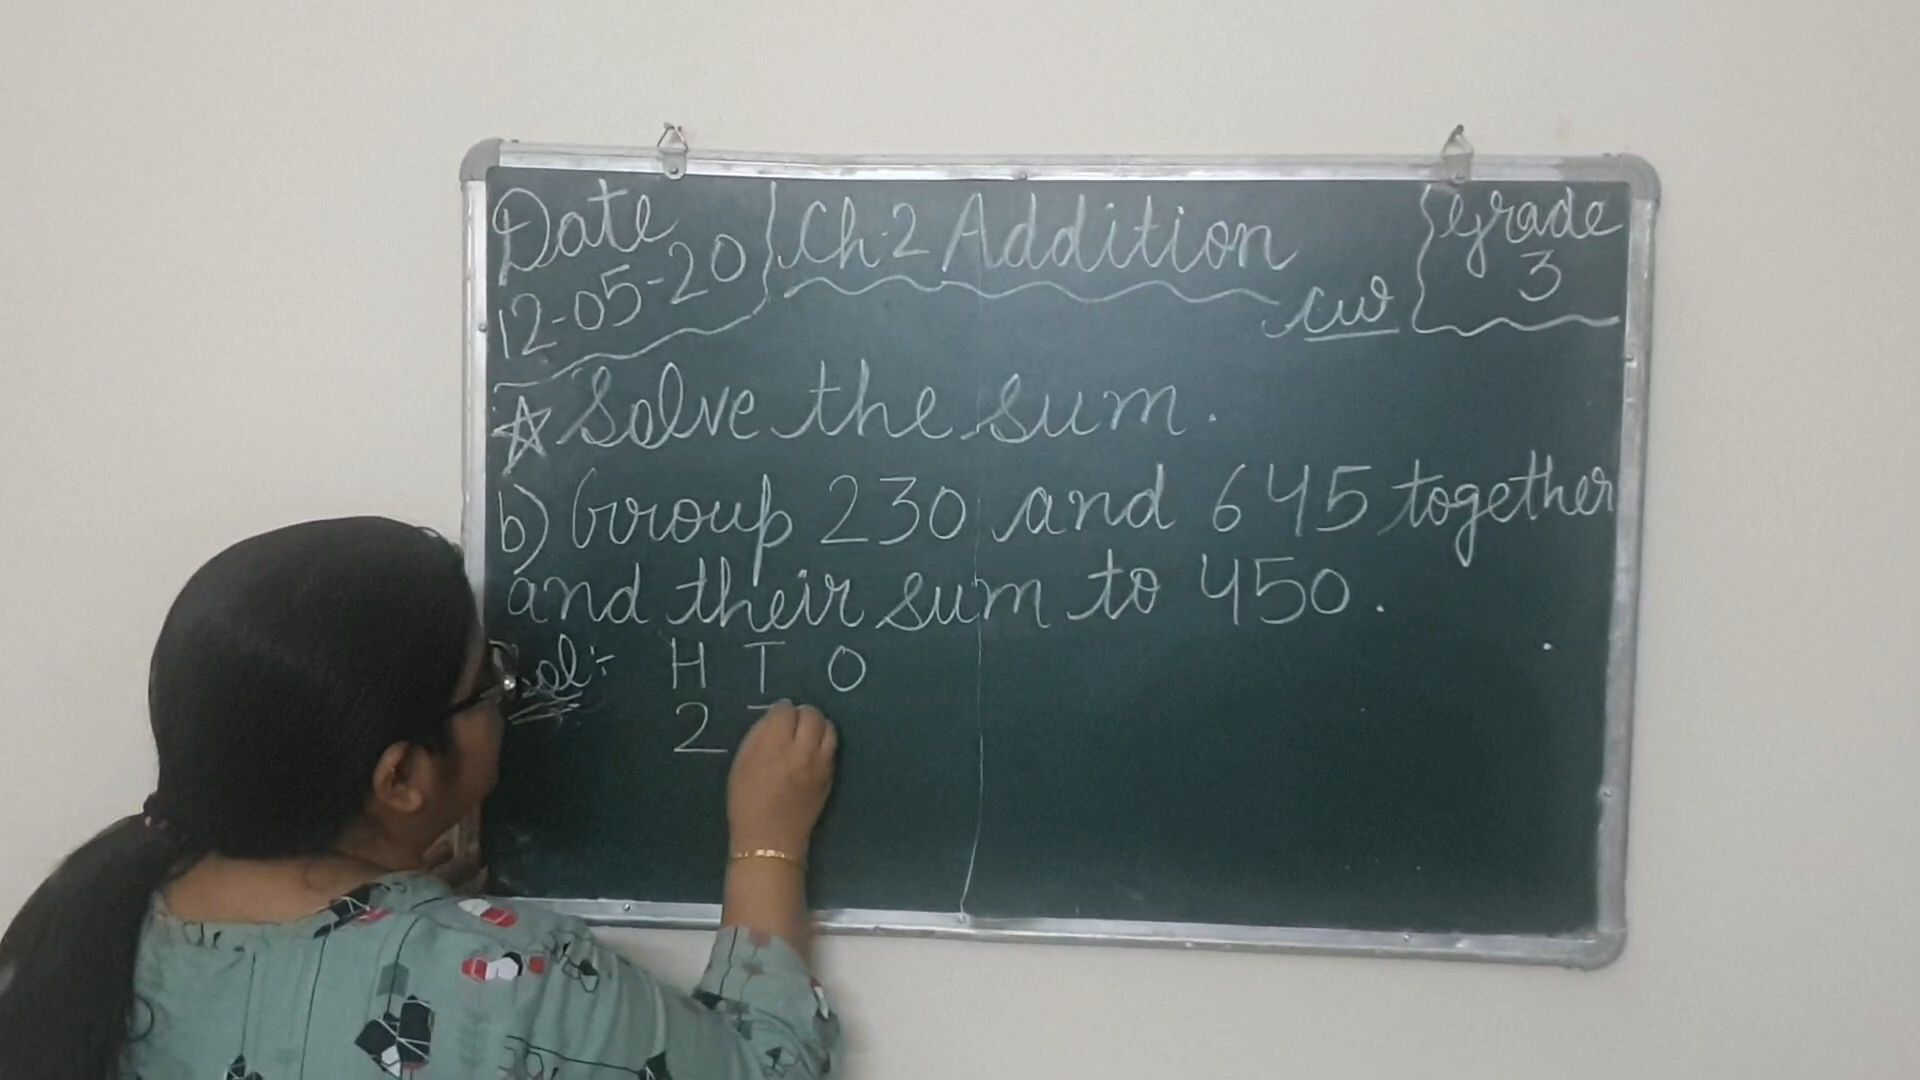 Date
12-05-20
Ch-2 Addition
cw
Grade
3
Solve the sum.
b) Group 230 and 645 together
and their sum to 450.
Sol:-
H T O
2